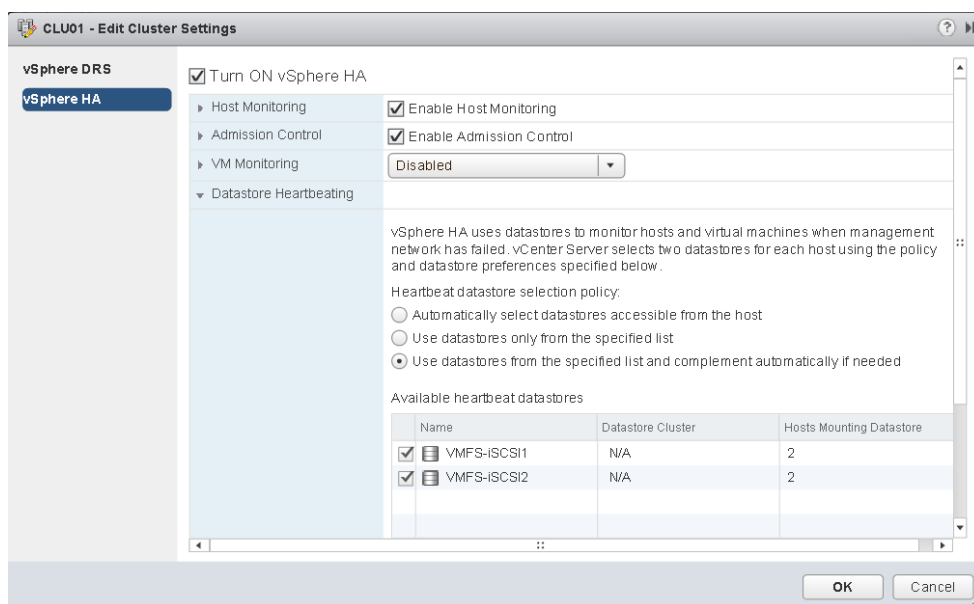 CLU01 - Edit Cluster Settings
?
vSphere DRS
vSphere HA
Turn ON vSphere HA
Host Monitoring
Enable Host Monitoring
Admission Control
Enable Admission Control
VM Monitoring
Disabled
Datastore Heartbeating
vSphere HA uses datastores to monitor hosts and virtual machines when management
network has failed. vCenter Server selects two datastores for each host using the policy
and datastore preferences specified below.
Heartbeat datastore selection policy:
Automatically select datastores accessible from the host
Use datastores only from the specified list
Use datastores from the specified list and complement automatically if needed
Available heartbeat datastores
Name Datastore Cluster Hosts Mounting Datastore
VMFS-iSCSI1 N/A 2
VMFS-iSCSI2 N/A 2
OK Cancel